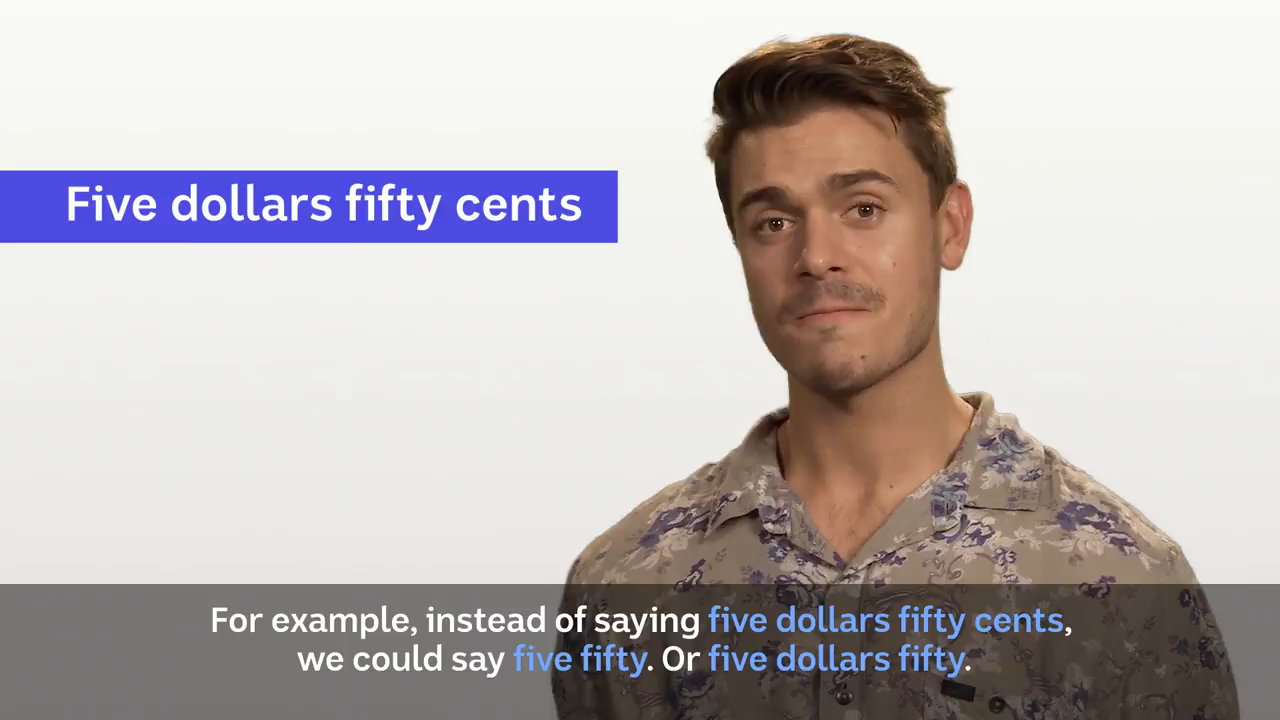 Five dollars fifty cents
For example, instead of saying five dollars fifty cents,
we could say five fifty. Or five dollars fifty.